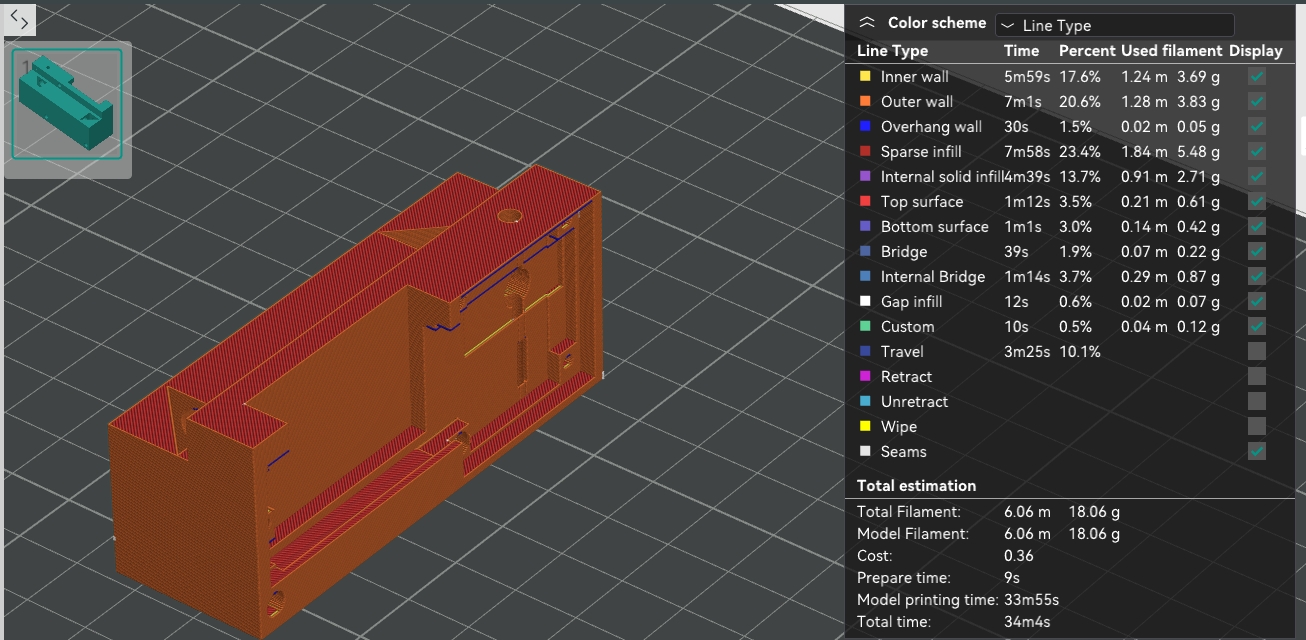 Color scheme Line Type
Line Type Time Percent Used filament Display
Inner wall 5m59s 17.6% 1.24 m 3.69 g
Outer wall 7m1s 20.6% 1.28 m 3.83 g
Overhang wall 30s 1.5% 0.02 m 0.05 g
Sparse infill 7m58s 23.4% 1.84 m 5.48 g
Internal solid infill 4m39s 13.7% 0.91 m 2.71 g
Top surface 1m12s 3.5% 0.21 m 0.61 g
Bottom surface 1m1s 3.0% 0.14 m 0.42 g
Bridge 39s 1.9% 0.07 m 0.22 g
Internal Bridge 1m14s 3.7% 0.29 m 0.87 g
Gap infill 12s 0.6% 0.02 m 0.07 g
Custom 10s 0.5% 0.04 m 0.12 g
Travel 3m25s 10.1%
Retract
Unretract
Wipe
Seams
Total estimation
Total Filament: 6.06 m 18.06 g
Model Filament: 6.06 m 18.06 g
Cost: 0.36
Prepare time: 9s
Model printing time: 33m55s
Total time: 34m4s